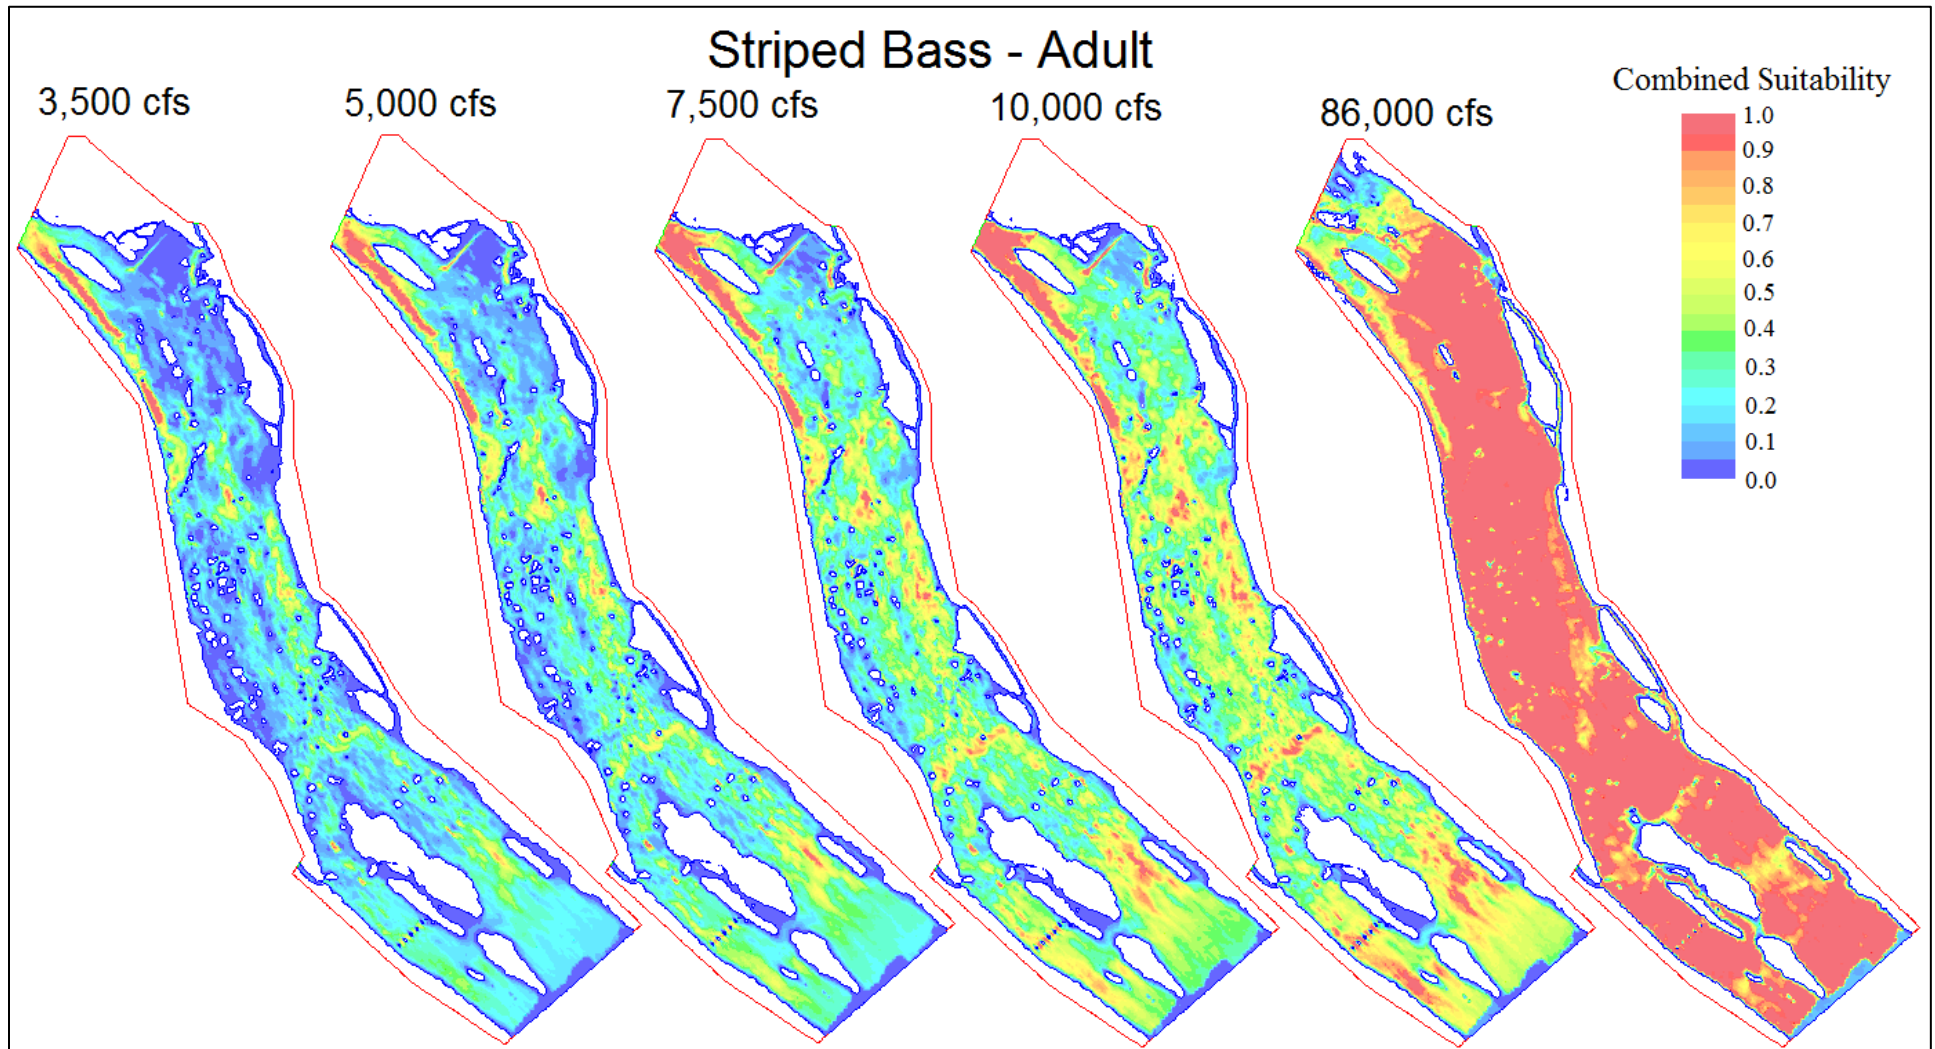 Striped Bass - Adult
3,500 cfs
5,000 cfs
7,500 cfs
10,000 cfs
86,000 cfs
Combined Suitability
1.0
0.9
0.8
0.7
0.6
0.5
0.4
0.3
0.2
0.1
0.0